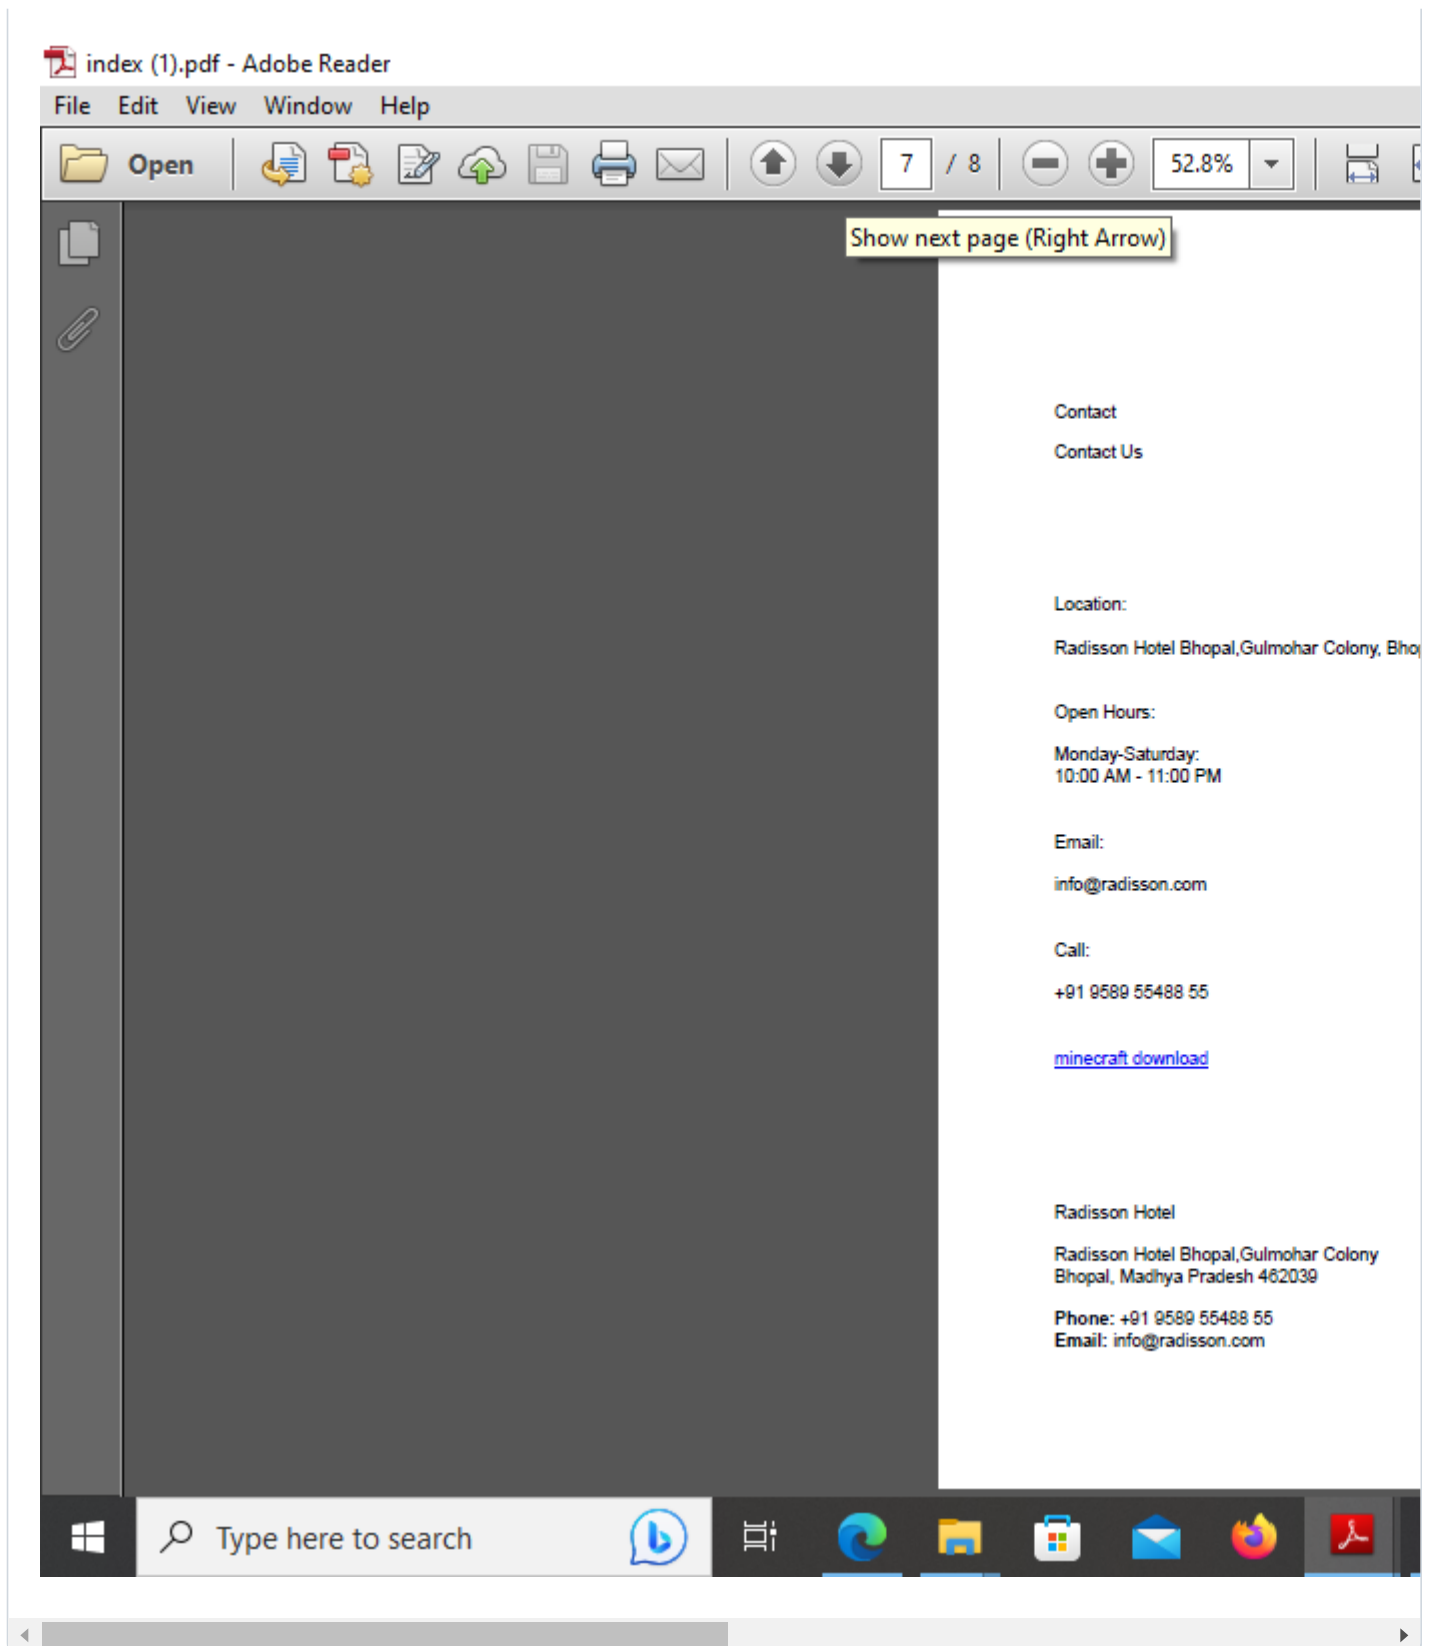 index (1).pdf - Adobe Reader
File Edit View Window Help
Open 7 / 8 52.8%
Show next page (Right Arrow)
Contact
Contact Us
Location:
Radisson Hotel Bhopal,Gulmohar Colony,
Open Hours:
Monday-Saturday:
10:00 AM - 11:00 PM
Email:
info@radisson.com
Call:
+91 9589 55488 55
minecraft download
Radisson Hotel
Radisson Hotel Bhopal,Gulmohar Colony
Bhopal, Madhya Pradesh 462039
Phone: +91 9589 55488 55
Email: info@radisson.com
Type here to search